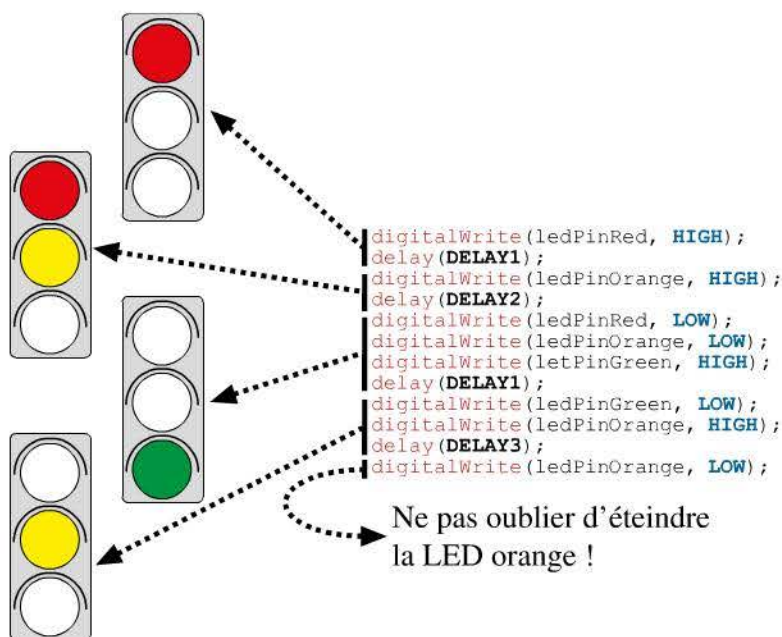 digitalWrite(ledPinRed, HIGH);
delay(DELAY1);
digitalWrite(ledPinOrange, HIGH);
delay(DELAY2);
digitalWrite(ledPinRed, LOW);
digitalWrite(ledPinOrange, LOW);
digitalWrite(letPinGreen, HIGH);
delay(DELAY1);
digitalWrite(ledPinGreen, LOW);
digitalWrite(ledPinOrange, HIGH);
delay(DELAY3);
digitalWrite(ledPinOrange, LOW);
Ne pas oublier d’éteindre
la LED orange !